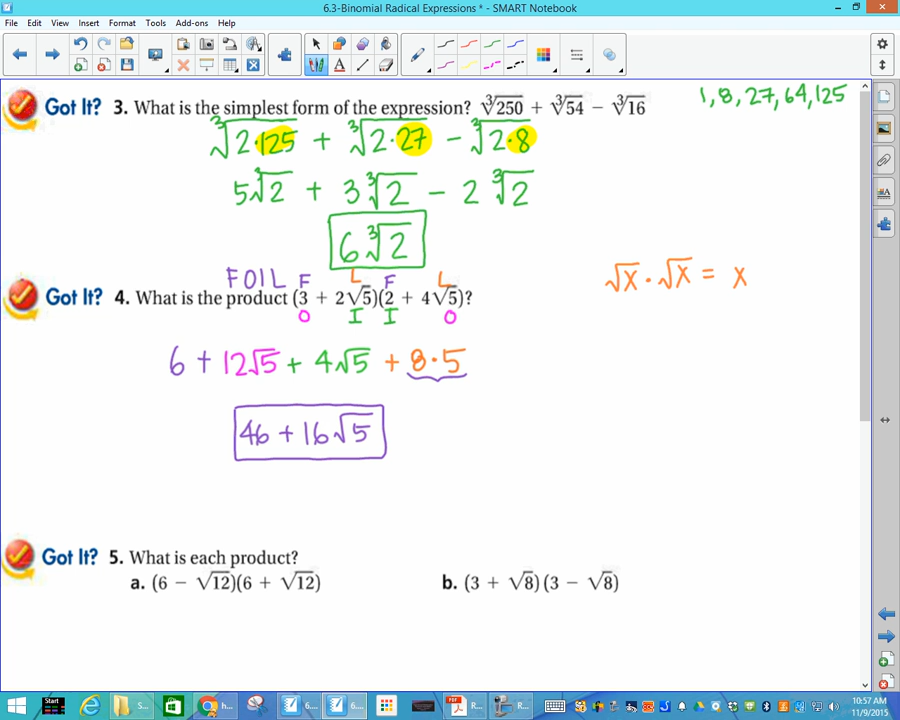 6.3-Binomial Radical Expressions * - SMART Notebook
File Edit View Insert Format Tools Add-ons Help
Got It? 3. What is the simplest form of the expression? ∛250 + ∛54 − ∛16
1, 8, 27, 64, 125
∛2·125 + ∛2·27 − ∛2·8
5∛2 + 3∛2 − 2∛2
6∛2
FOIL F L F L
Got It? 4. What is the product (3 + 2√5)(2 + 4√5)?
O I I O
√x · √x = x
6 + 12√5 + 4√5 + 8·5
46 + 16√5
Got It? 5. What is each product?
a. (6 − √12)(6 + √12) b. (3 + √8)(3 − √8)
Start S... h... 6... 6... R... R...
10:57 AM
11/9/2015